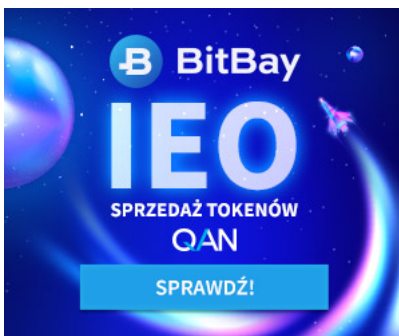 BitBay
IEO
SPRZEDAŻ TOKENÓW
QAN
SPRAWDŹ!